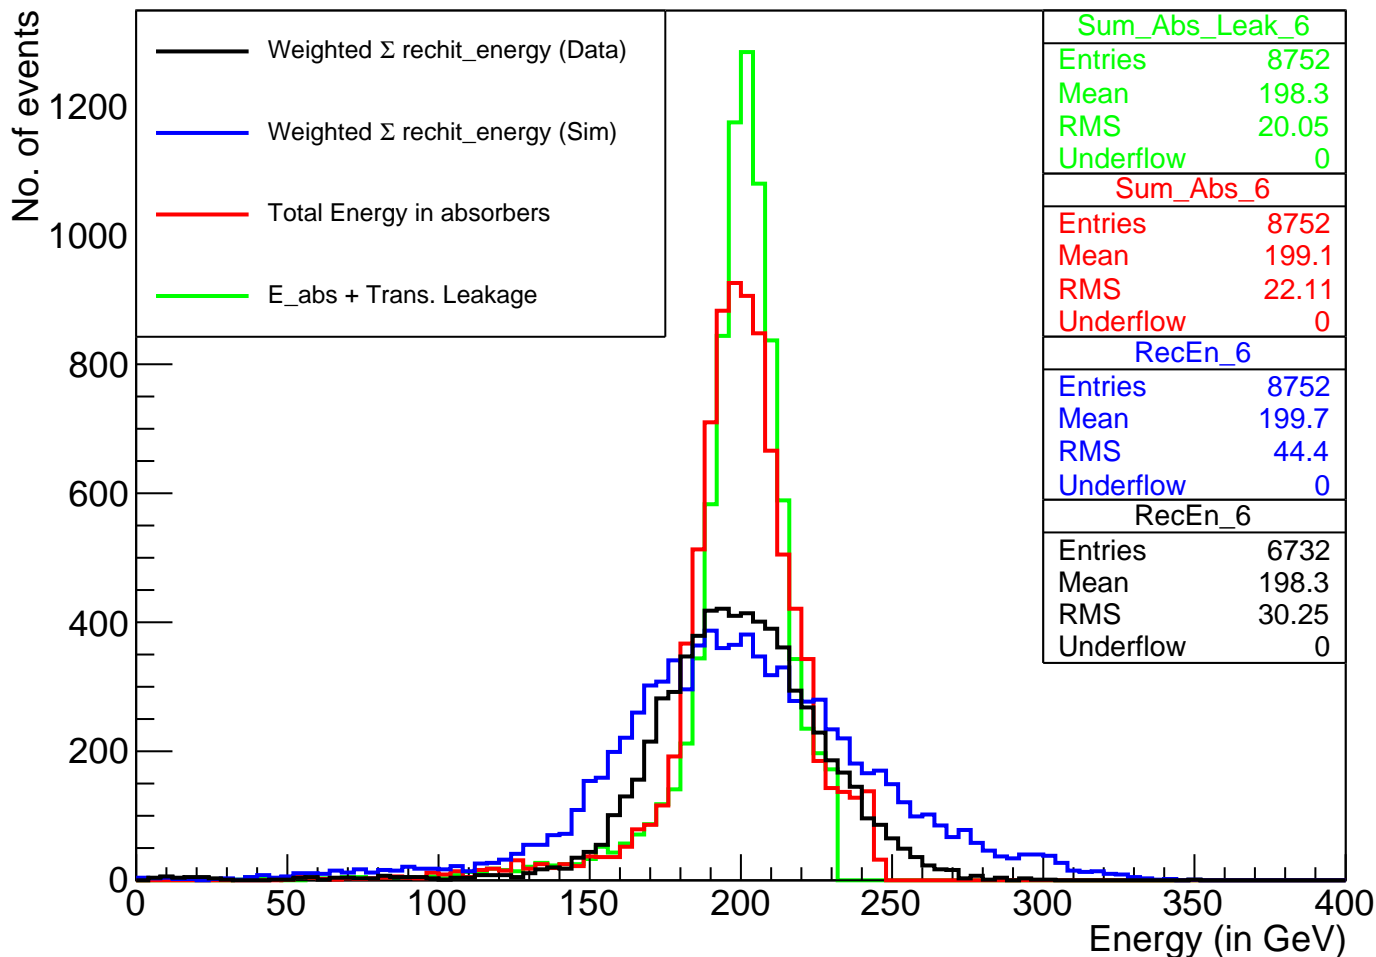 No. of events
Weighted Σ rechit_energy (Data)
Weighted Σ rechit_energy (Sim)
Total Energy in absorbers
E_abs + Trans. Leakage
Sum_Abs_Leak_6
Entries 8752
Mean 198.3
RMS 20.05
Underflow 0
Sum_Abs_6
Entries 8752
Mean 199.1
RMS 22.11
Underflow 0
RecEn_6
Entries 8752
Mean 199.7
RMS 44.4
Underflow 0
RecEn_6
Entries 6732
Mean 198.3
RMS 30.25
Underflow 0
1200
1000
800
600
400
200
0
0 50 100 150 200 250 300 350 400
Energy (in GeV)